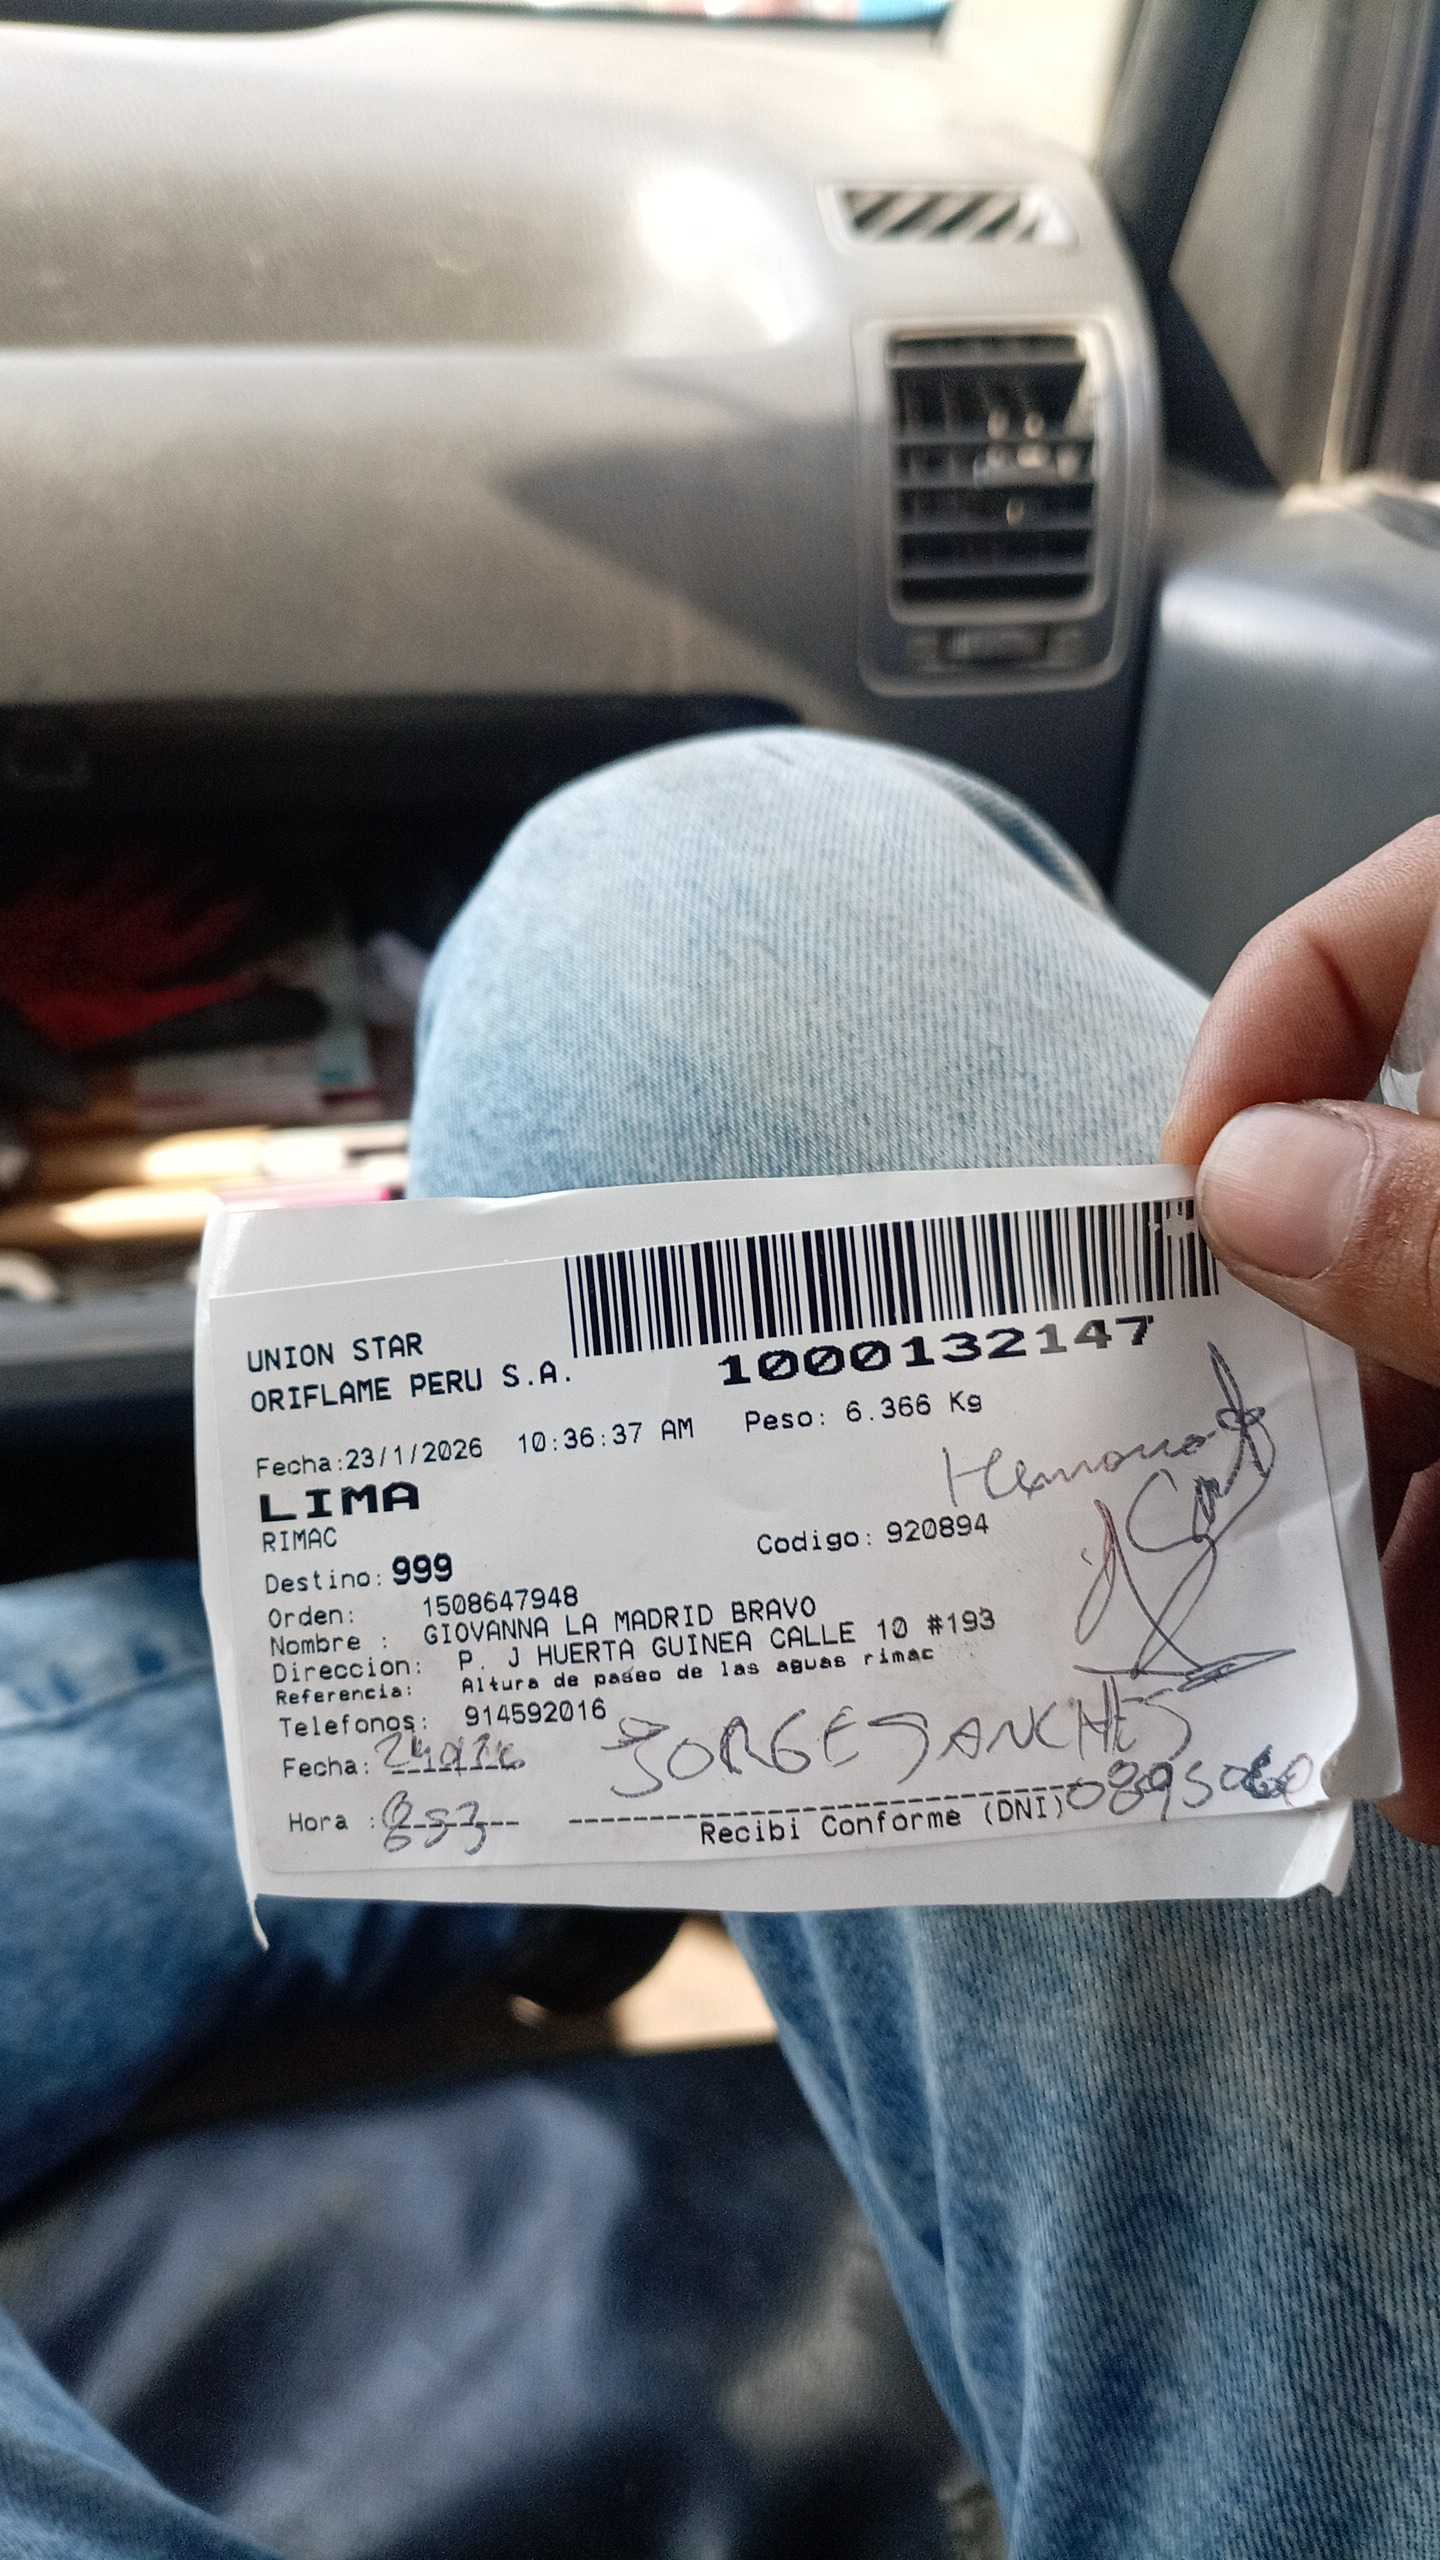 UNION STAR
ORIFLAME PERU S.A.
1000132147
Fecha:23/1/2026 10:36:37 AM Peso: 6.366 Kg
LIMA
RIMAC
Destino: 999 Codigo: 920894
Orden: 1508647948
Nombre : GIOVANNA LA MADRID BRAVO
Direccion: P. J HUERTA GUINEA CALLE 10 #193
Referencia: Altura de paseo de las aguas rimac
Telefonos: 914592016
Fecha:
JORGE SANCHES
Hora :
Recibi Conforme (DNI)